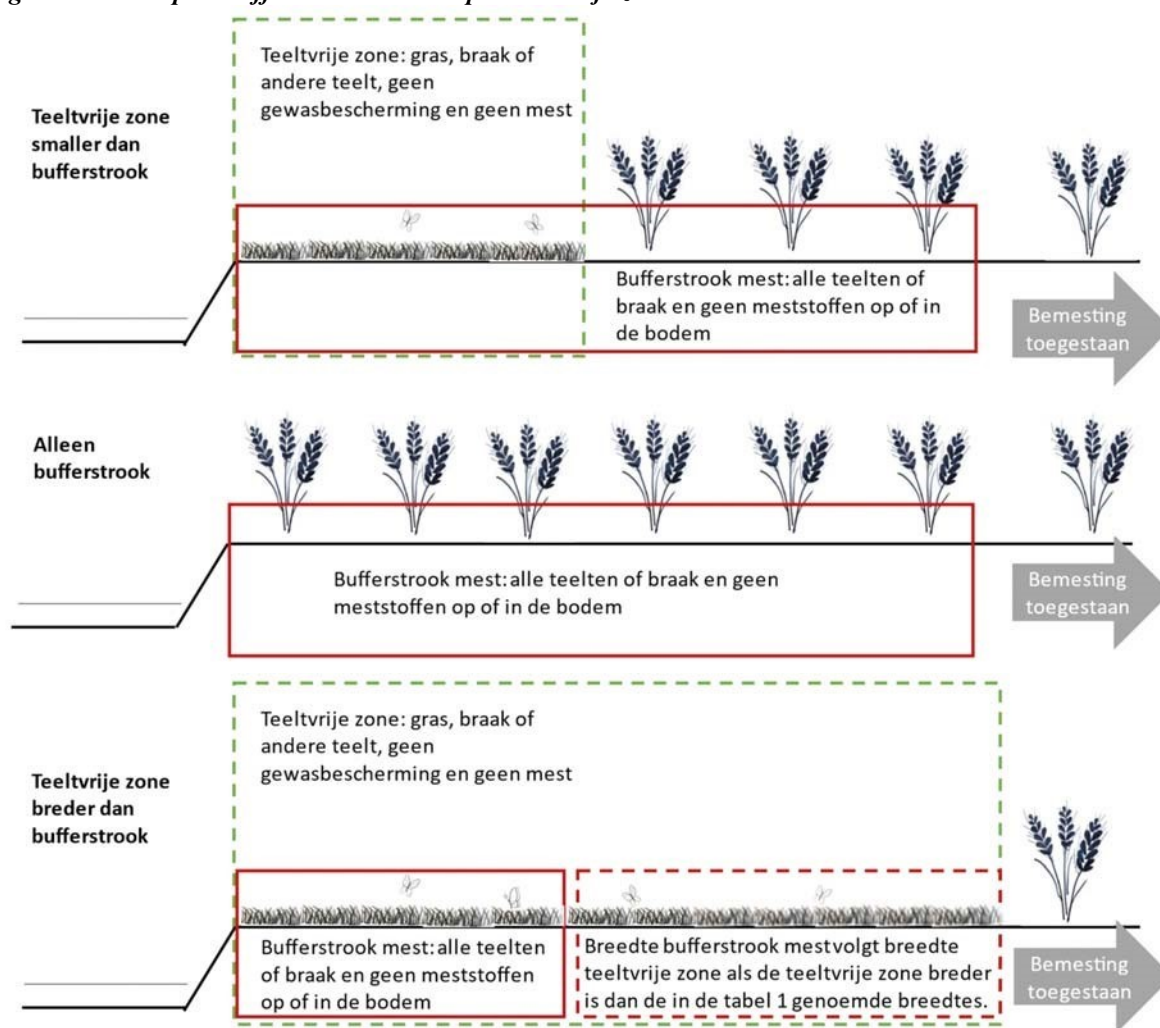 Teeltvrije zone: gras, braak of
andere teelt, geen
gewasbescherming en geen mest
Teeltvrije zone
smaller dan
bufferstrook
Bufferstrook mest: alle teelten of
braak en geen meststoffen op of in
de bodem
Bemesting
toegestaan
Alleen
bufferstrook
Bufferstrook mest: alle teelten of braak en geen
meststoffen op of in de bodem
Bemesting
toegestaan
Teeltvrije zone: gras, braak of
andere teelt, geen
gewasbescherming en geen mest
Teeltvrije zone
breder dan
bufferstrook
Bufferstrook mest: alle teelten
of braak en geen meststoffen
op of in de bodem
Breedte bufferstrook mest volgt breedte
teeltvrije zone als de teeltvrije zone breder
is dan de in de tabel 1 genoemde breedtes.
Bemesting
toegestaan